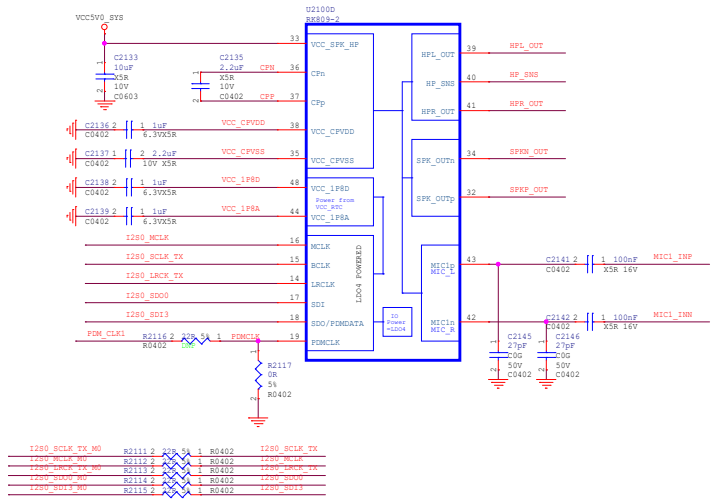 VCC5V0_SYS
C2133
10uF
X5R
10V
C0603
C2135
2.2uF
X5R
10V
C0402
CPN
CPP
C2136 2 1 1uF
C0402 6.3VX5R
VCC_CPVDD
C2137 1 2 2.2uF
C0402 10V X5R
VCC_CPVSS
C2138 2 1 1uF
C0402 6.3VX5R
VCC_1P8D
C2139 2 1 1uF
C0402 6.3VX5R
VCC_1P8A
I2S0_MCLK
I2S0_SCLK_TX
I2S0_LRCK_TX
I2S0_SDO0
I2S0_SDI3
PDM_CLK1
R2116 2 22R 5% 1 PDMCLK
R0402
R2117
0R
5%
R0402
U2100D
RK809-2
33 VCC_SPK_HP
36 CPn
37 CPp
38 VCC_CPVDD
35 VCC_CPVSS
48 VCC_1P8D
Power from
VCC_RTC
44 VCC_1P8A
16 MCLK
15 BCLK
14 LRCLK
17 SDI
18 SDO/PDMDATA
19 PDMCLK
LDO4 POWERED
IO
Power
=LDO4
HPL_OUT 39 HPL_OUT
HP_SNS 40 HP_SNS
HPR_OUT 41 HPR_OUT
SPK_OUTn 34 SPKN_OUT
SPK_OUTp 32 SPKP_OUT
MIC1p 43
MIC_L
MIC1n 42
MIC_R
C2141 2 1 100nF MIC1_INP
C0402 X5R 16V
C2142 2 1 100nF MIC1_INN
C0402 X5R 16V
C2145
27pF
C0G
50V
C0402
C2146
27pF
C0G
50V
C0402
I2S0_SCLK_TX_M0 R2111 2 22R 5% 1 R0402 I2S0_SCLK_TX
I2S0_MCLK_M0 R2112 2 22R 5% 1 R0402 I2S0_MCLK
I2S0_LRCK_TX_M0 R2113 2 22R 5% 1 R0402 I2S0_LRCK_TX
I2S0_SDO0_M0 R2114 2 22R 5% 1 R0402 I2S0_SDO0
I2S0_SDI3_M0 R2115 2 22R 5% 1 R0402 I2S0_SDI3